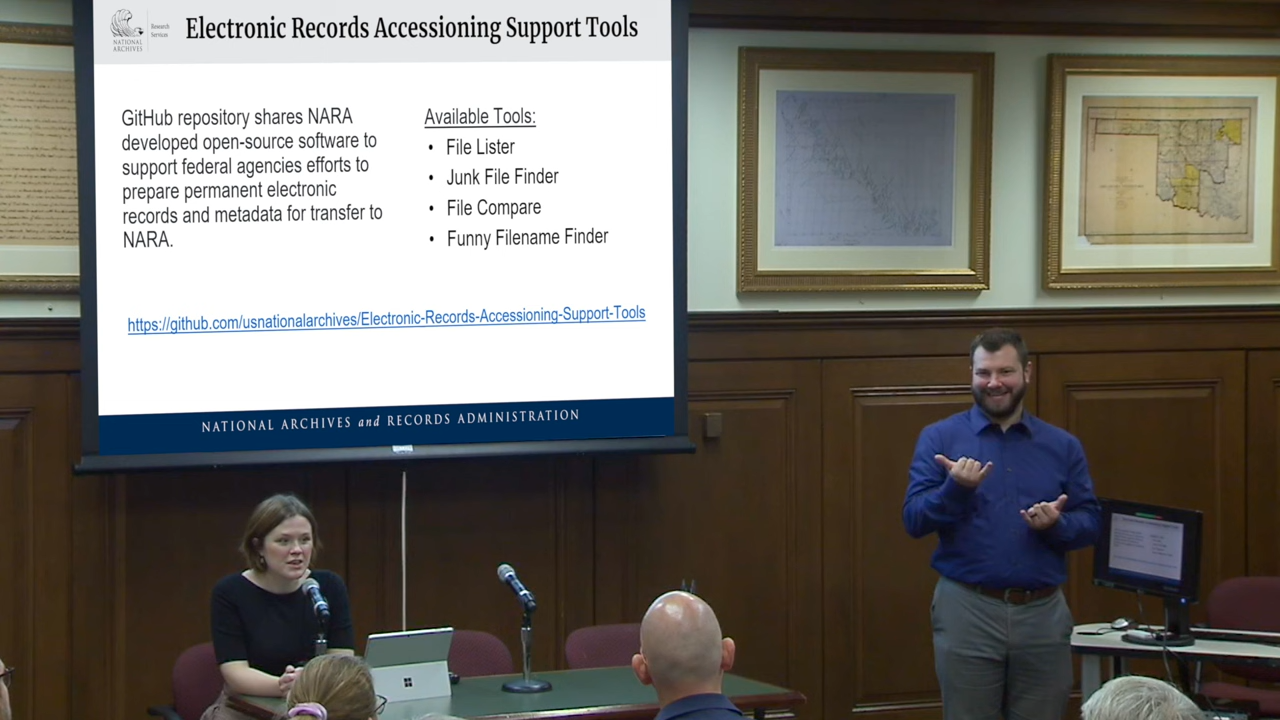 NATIONAL
ARCHIVES
Research
Services
Electronic Records Accessioning Support Tools
GitHub repository shares NARA
developed open-source software to
support federal agencies efforts to
prepare permanent electronic
records and metadata for transfer to
NARA.
Available Tools:
• File Lister
• Junk File Finder
• File Compare
• Funny Filename Finder
https://github.com/usnationalarchives/Electronic-Records-Accessioning-Support-Tools
NATIONAL ARCHIVES and RECORDS ADMINISTRATION